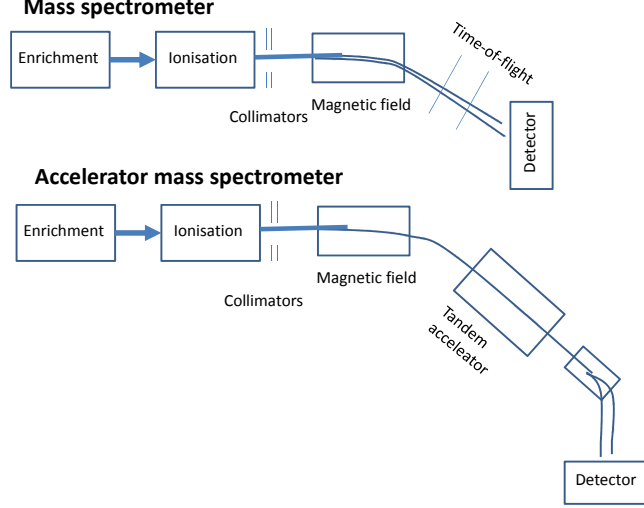 Mass spectrometer
Enrichment
Ionisation
Collimators
Magnetic field
Time-of-flight
Detector
Accelerator mass spectrometer
Enrichment
Ionisation
Collimators
Magnetic field
Tandem
acceleator
Detector